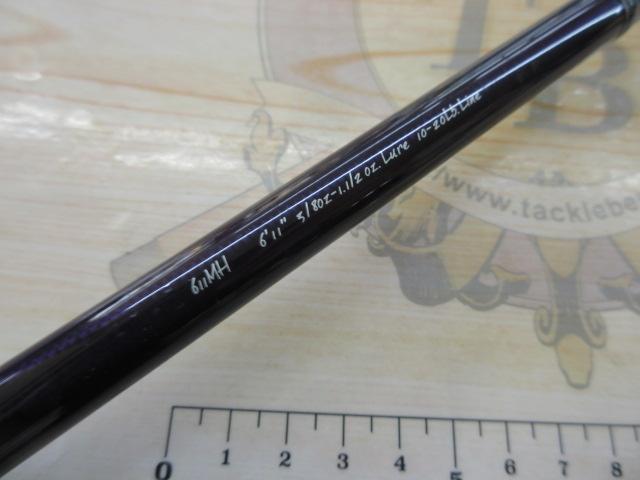 611MH 6'11" 5/8oz-1.1/2oz.Lure 10-20Lb.Line
T
B
www.tacklebe
0 1 2 3 4 5 6 7 8